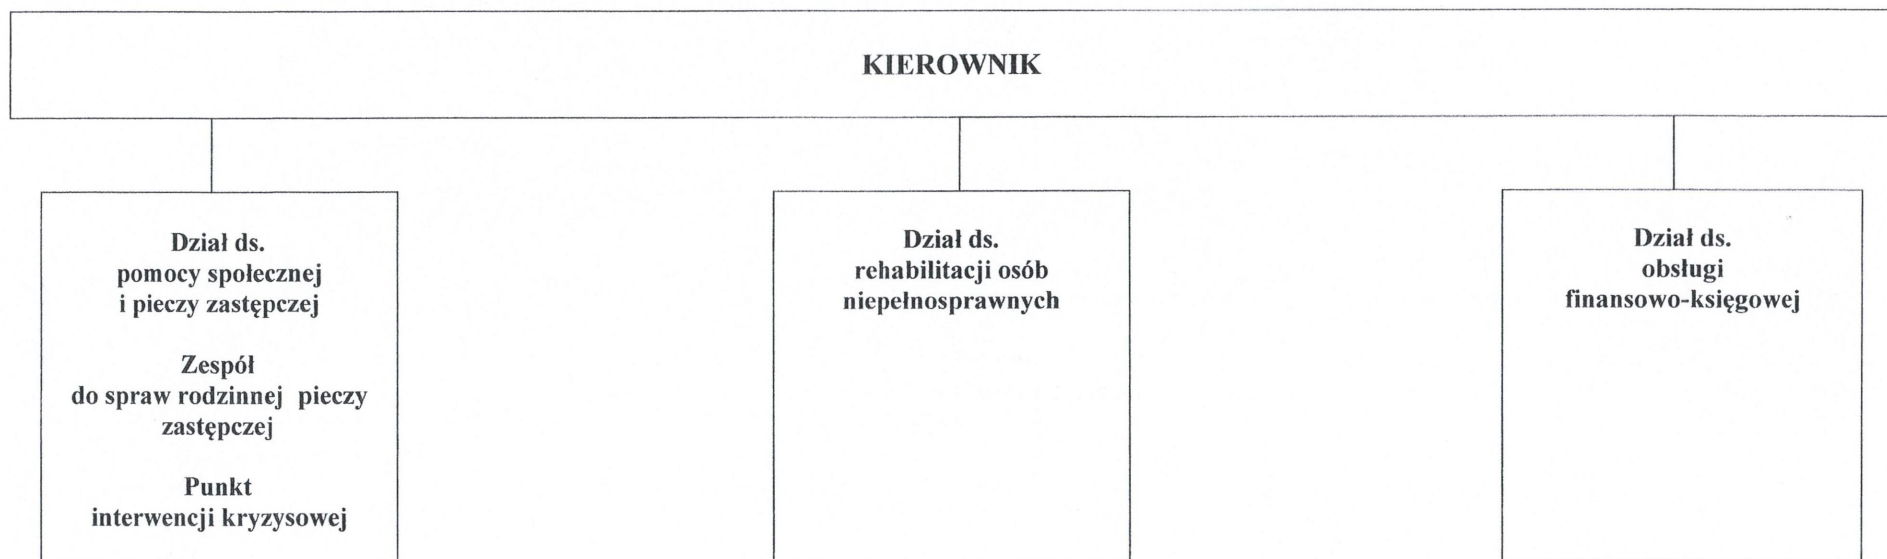 KIEROWNIK
Dział ds.
pomocy społecznej
i pieczy zastępczej
Zespół
do spraw rodzinnej pieczy
zastępczej
Punkt
interwencji kryzysowej
Dział ds.
rehabilitacji osób
niepełnosprawnych
Dział ds.
obsługi
finansowo-księgowej